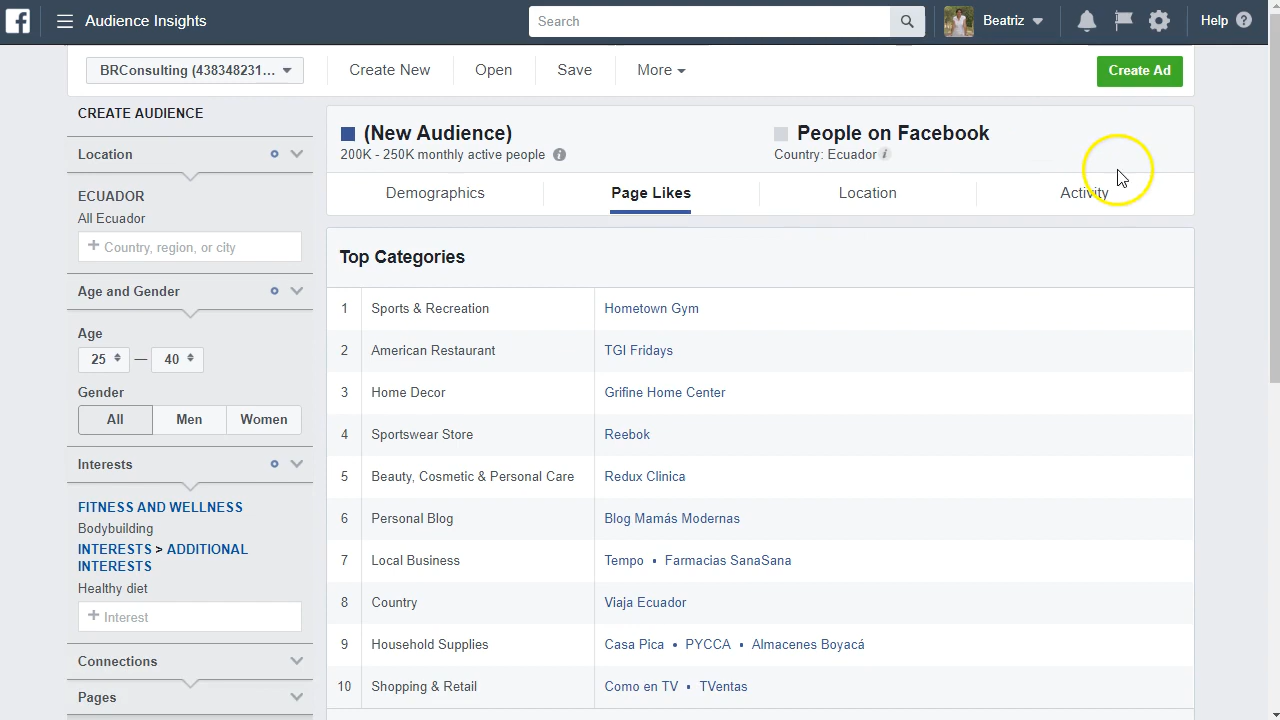 Audience Insights
Search
Beatriz
Help ?
BRConsulting (438348231...
Create New
Open
Save
More
Create Ad
CREATE AUDIENCE
Location
ECUADOR
All Ecuador
+ Country, region, or city
Age and Gender
Age
25 — 40
Gender
All Men Women
Interests
FITNESS AND WELLNESS
Bodybuilding
INTERESTS > ADDITIONAL
INTERESTS
Healthy diet
+ Interest
Connections
Pages
(New Audience)
200K - 250K monthly active people i
People on Facebook
Country: Ecuador i
Demographics Page Likes Location Activity
Top Categories
1 Sports & Recreation Hometown Gym
2 American Restaurant TGI Fridays
3 Home Decor Grifine Home Center
4 Sportswear Store Reebok
5 Beauty, Cosmetic & Personal Care Redux Clinica
6 Personal Blog Blog Mamás Modernas
7 Local Business Tempo • Farmacias SanaSana
8 Country Viaja Ecuador
9 Household Supplies Casa Pica • PYCCA • Almacenes Boyacá
10 Shopping & Retail Como en TV • TVentas